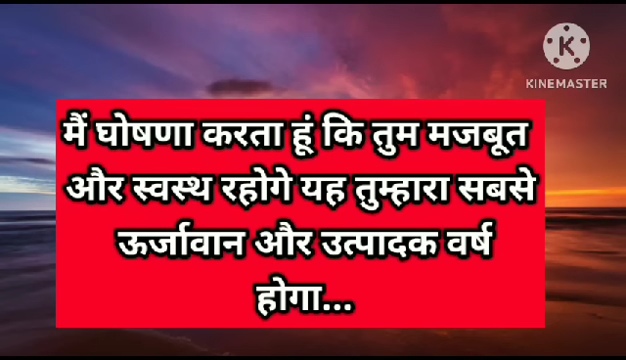 KINEMASTER
मैं घोषणा करता हूं कि तुम मजबूत
और स्वस्थ रहोगे यह तुम्हारा सबसे
ऊर्जावान और उत्पादक वर्ष
होगा...